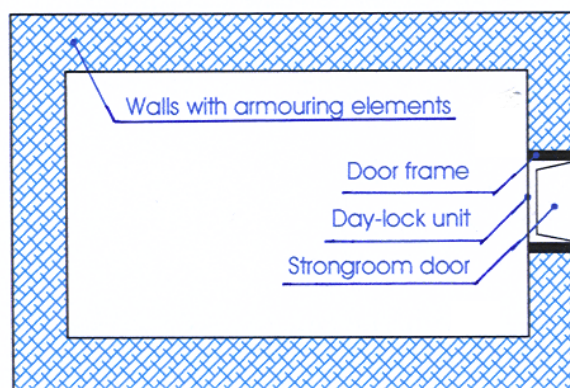 Walls with armouring elements
Door frame
Day-lock unit
Strongroom door